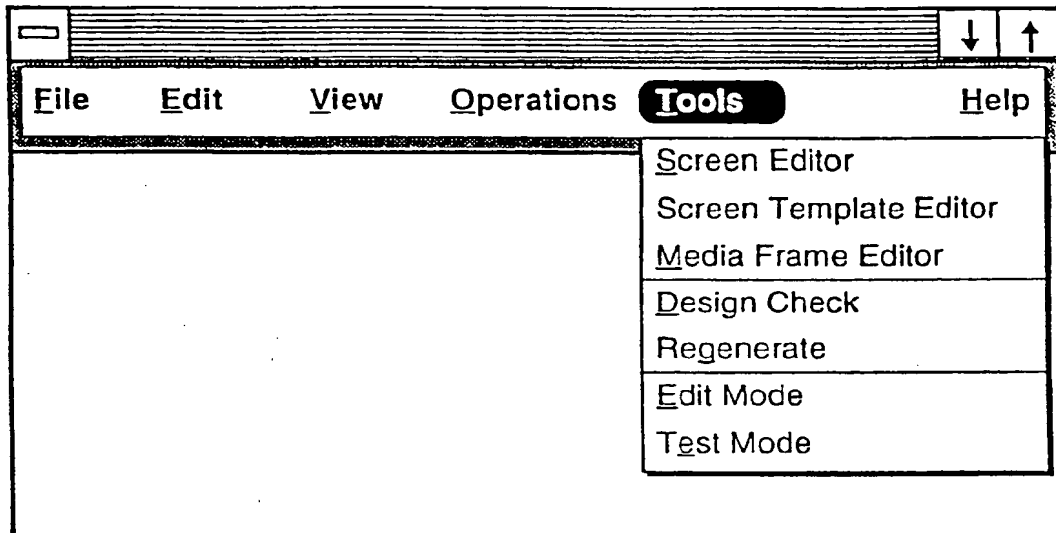 File Edit View Operations Tools Help
Screen Editor
Screen Template Editor
Media Frame Editor
Design Check
Regenerate
Edit Mode
Test Mode